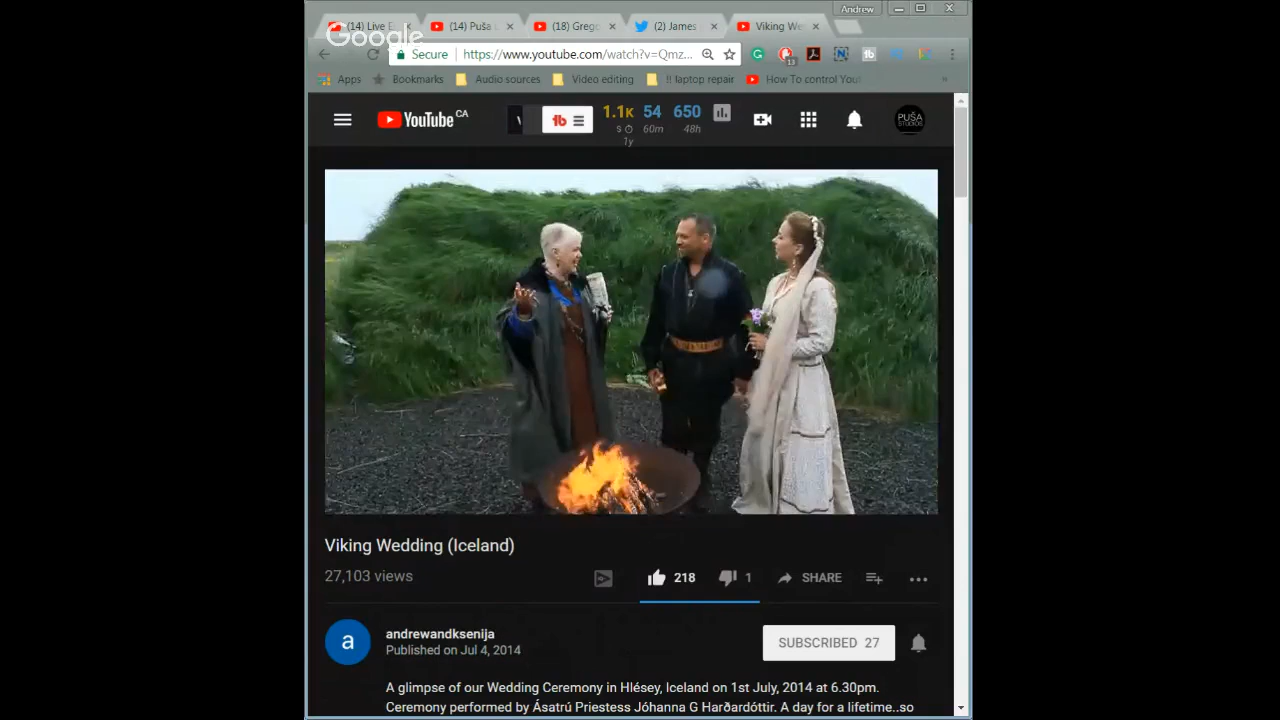 Andrew
(14) Live E
(14) Puša
(18) Grego
(2) James
Viking We
Google
Secure
https://www.youtube.com/watch?v=Qmz...
13
Apps
Bookmarks
Audio sources
Video editing
!! laptop repair
How To control You
»
YouTube CA
tb
1.1K 54 650
s 60m 48h
1y
PUŠA
STUDIOS
Viking Wedding (Iceland)
27,103 views
218
1
SHARE
a
andrewandksenija
Published on Jul 4, 2014
SUBSCRIBED 27
A glimpse of our Wedding Ceremony in Hlésey, Iceland on 1st July, 2014 at 6.30pm.
Ceremony performed by Ásatrú Priestess Jóhanna G Harðardóttir. A day for a lifetime..so